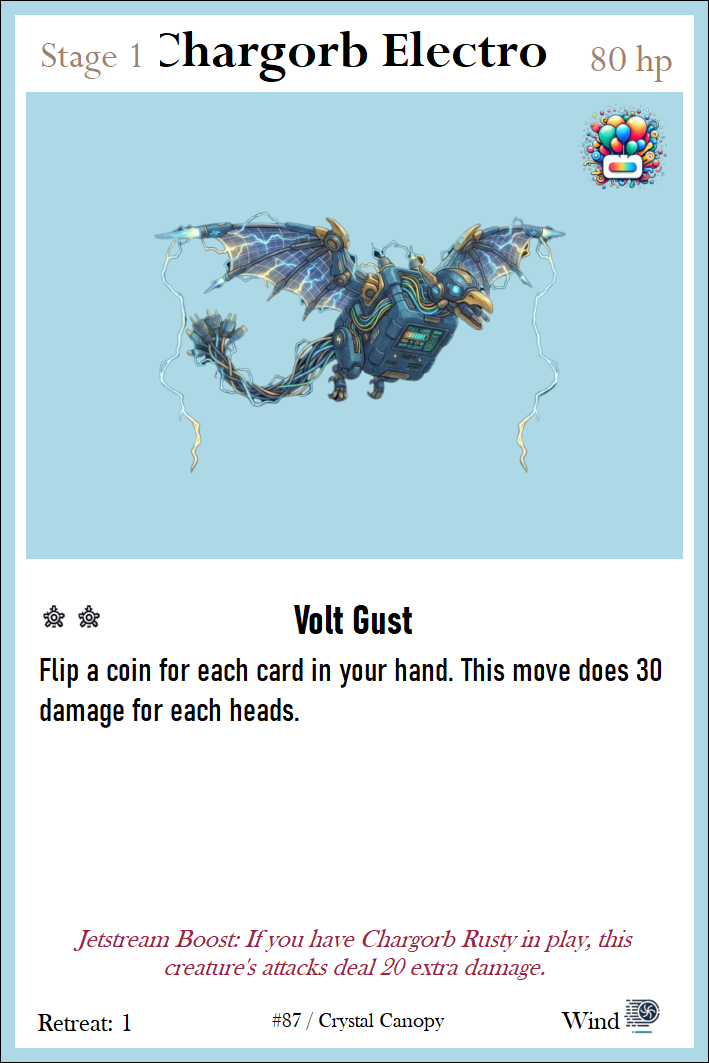 Stage 1
Chargorb Electro
80 hp
Volt Gust
Flip a coin for each card in your hand. This move does 30
damage for each heads.
Jetstream Boost: If you have Chargorb Rusty in play, this
creature's attacks deal 20 extra damage.
Retreat: 1
#87 / Crystal Canopy
Wind